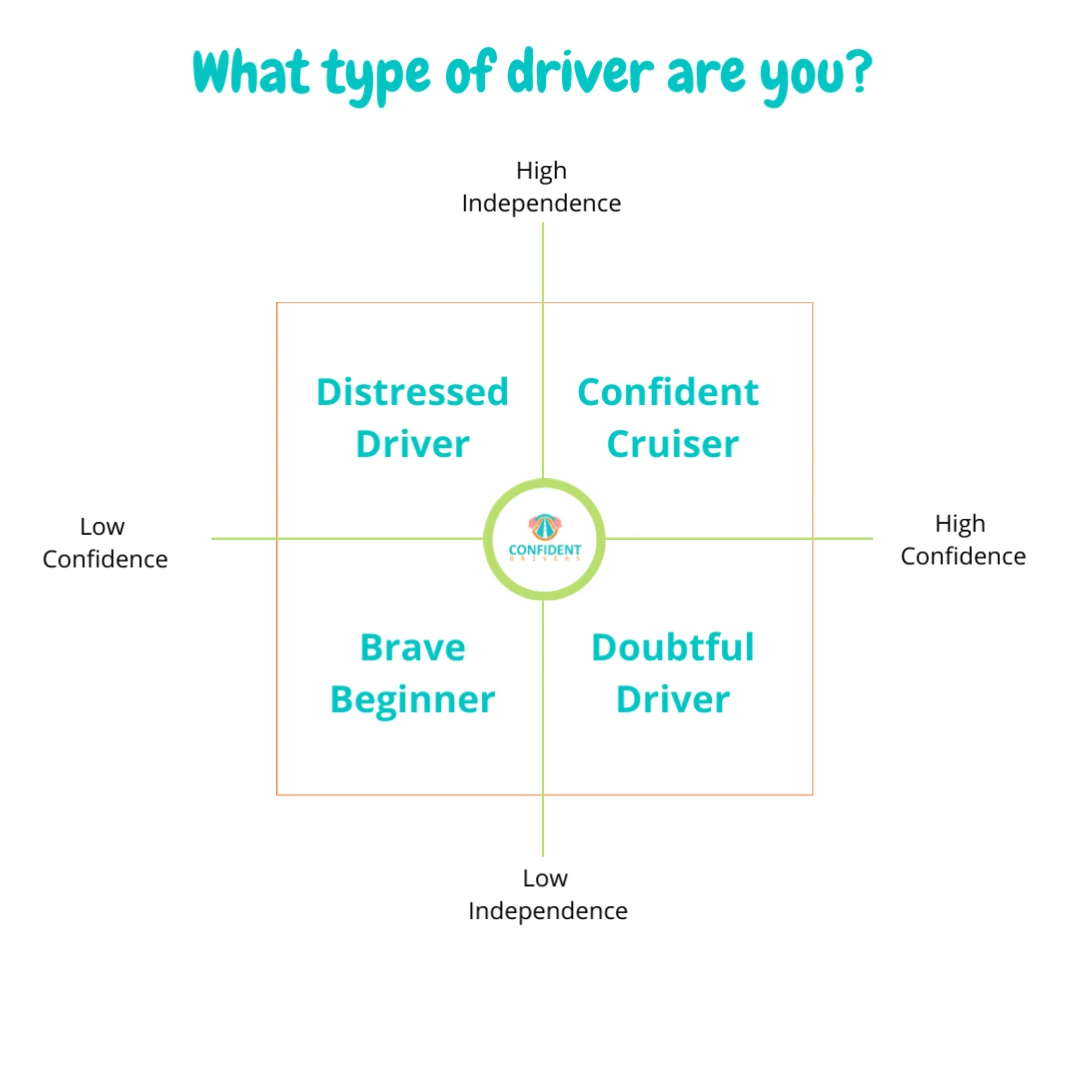 What type of driver are you?
High
Independence
Distressed
Driver
Confident
Cruiser
Low
Confidence
High
Confidence
CONFIDENT
DRIVERS
Brave
Beginner
Doubtful
Driver
Low
Independence